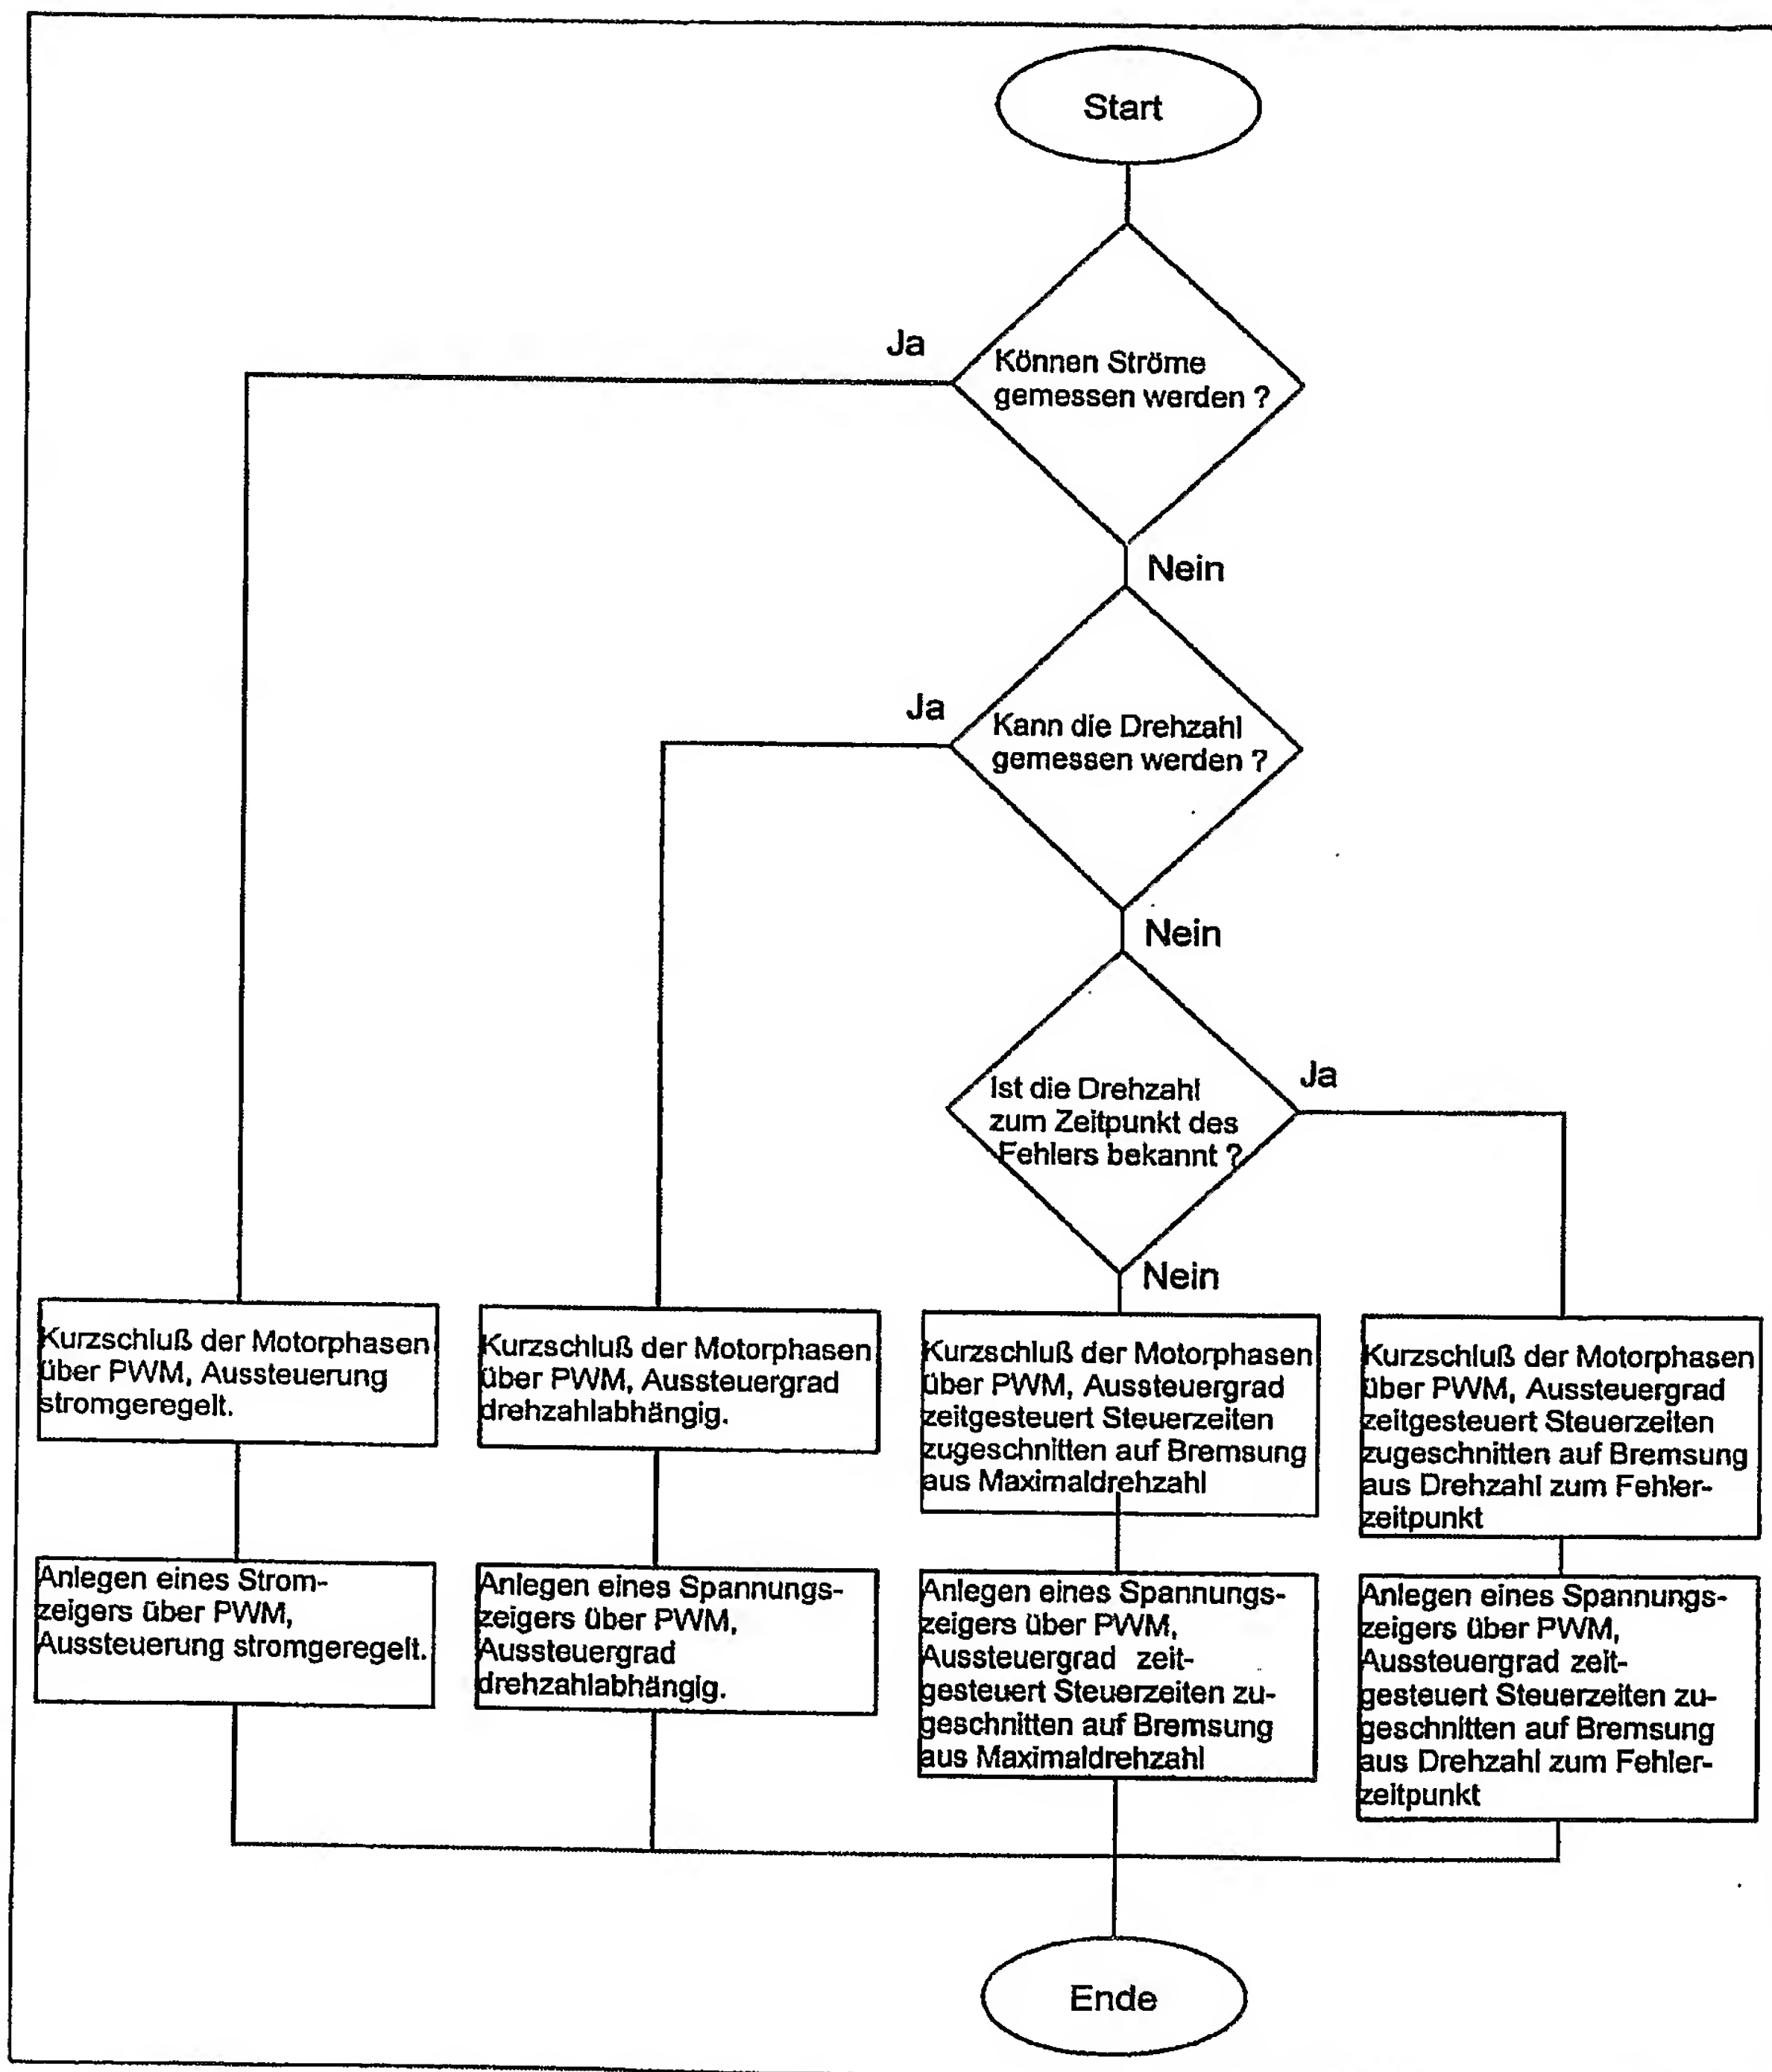 Start
Ja
Können Ströme
gemessen werden ?
Nein
Ja
Kann die Drehzahl
gemessen werden ?
Nein
Ist die Drehzahl
zum Zeitpunkt des
Fehlers bekannt ?
Ja
Nein
Kurzschluß der Motorphasen
über PWM, Aussteuerung
stromgeregelt.
Kurzschluß der Motorphasen
über PWM, Aussteuergrad
drehzahlabhängig.
Kurzschluß der Motorphasen
über PWM, Aussteuergrad
zeitgesteuert Steuerzeiten
zugeschnitten auf Bremsung
aus Maximaldrehzahl
Kurzschluß der Motorphasen
über PWM, Aussteuergrad
zeitgesteuert Steuerzeiten
zugeschnitten auf Bremsung
aus Drehzahl zum Fehler-
zeitpunkt
Anlegen eines Strom-
zeigers über PWM,
Aussteuerung stromgeregelt.
Anlegen eines Spannungs-
zeigers über PWM,
Aussteuergrad
drehzahlabhängig.
Anlegen eines Spannungs-
zeigers über PWM,
Aussteuergrad zeit-
gesteuert Steuerzeiten zu-
geschnitten auf Bremsung
aus Maximaldrehzahl
Anlegen eines Spannungs-
zeigers über PWM,
Aussteuergrad zeit-
gesteuert Steuerzeiten zu-
geschnitten auf Bremsung
aus Drehzahl zum Fehler-
zeitpunkt
Ende